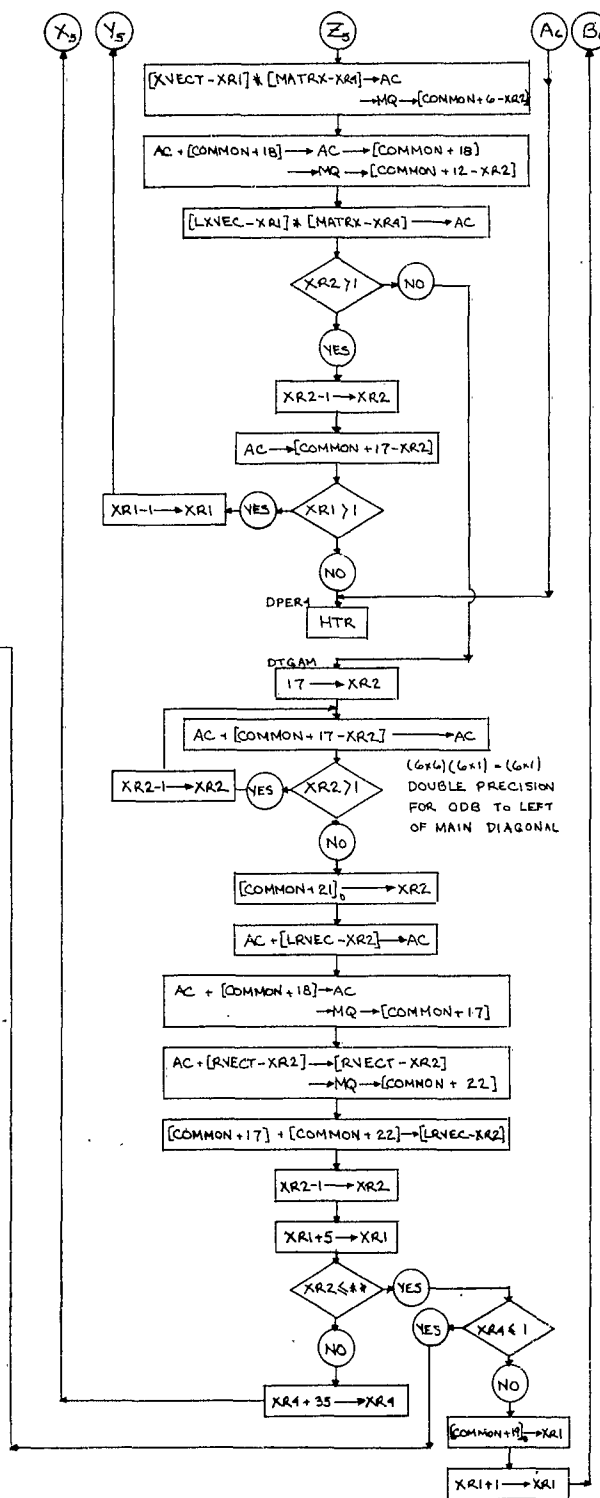 X5 Y5 Z5 A6 B6
[XVECT-XR1] * [MATRX-XR4] → AC
→ MQ → [COMMON+6-XR2]
AC + [COMMON+18] → AC → [COMMON+18]
→ MQ → [COMMON+12-XR2]
[LXVEC-XR1] * [MATRX-XR4] → AC
XR2 > 1
NO
YES
XR2-1 → XR2
AC → [COMMON+17-XR2]
XR1-1 → XR1
YES
XR1 > 1
NO
DPER4
HTR
DTGAM
17 → XR2
AC + [COMMON+17-XR2] → AC
XR2-1 → XR2
YES
XR2 > 1
(6x6)(6x1) = (6x1)
DOUBLE PRECISION
FOR ODB TO LEFT
OF MAIN DIAGONAL
NO
[COMMON+21]D → XR2
AC + [LRVEC-XR2] → AC
AC + [COMMON+18] → AC
→ MQ → [COMMON+17]
AC + [RVECT-XR2] → [RVECT-XR2]
→ MQ → [COMMON + 22]
[COMMON+17] + [COMMON+22] → [LRVEC-XR2]
XR2-1 → XR2
XR1+5 → XR1
XR2 ≤ **
YES
YES
XR4 ≤ 1
NO
NO
XR4 + 35 → XR4
[COMMON+19]D → XR1
XR1+1 → XR1